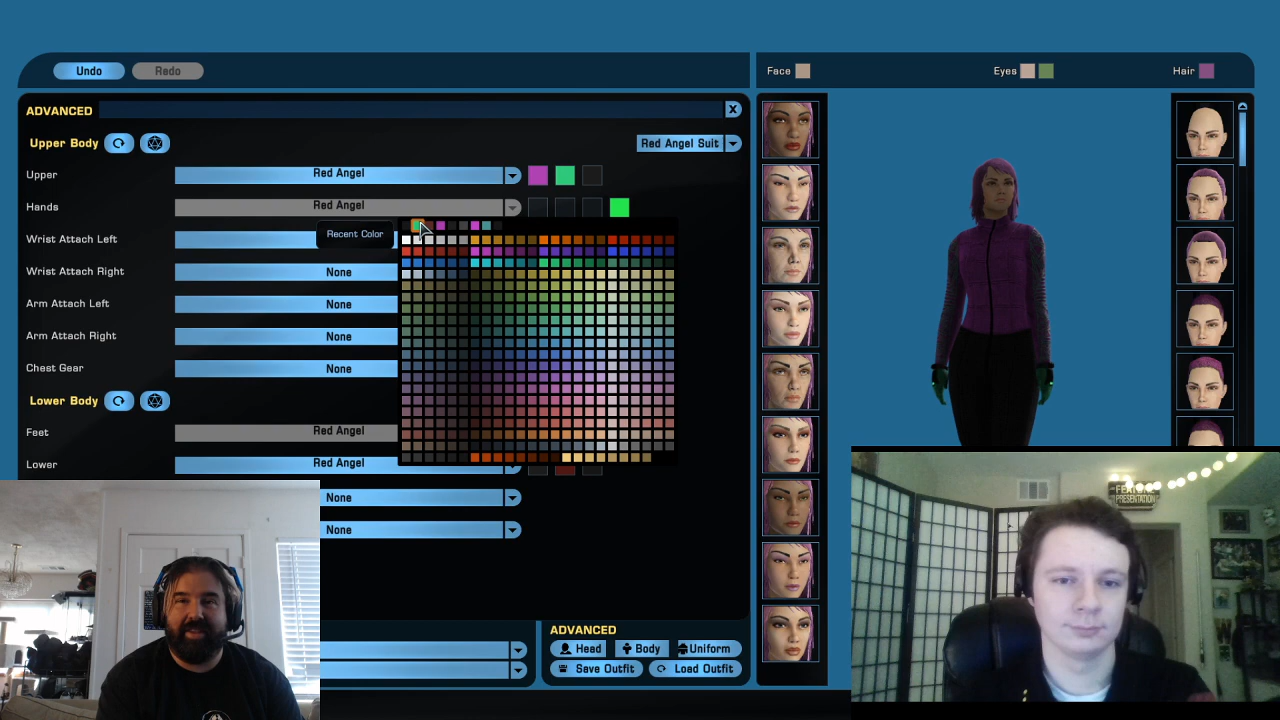 Undo
Redo
Face
Eyes
Hair
ADVANCED
X
Upper Body
Red Angel Suit
Upper
Red Angel
Hands
Red Angel
Recent Color
Wrist Attach Left
Wrist Attach Right
None
Arm Attach Left
None
Arm Attach Right
None
Chest Gear
None
Lower Body
Feet
Red Angel
Lower
Red Angel
None
None
ADVANCED
Head
Body
Uniform
Save Outfit
Load Outfit
PRESENTATION